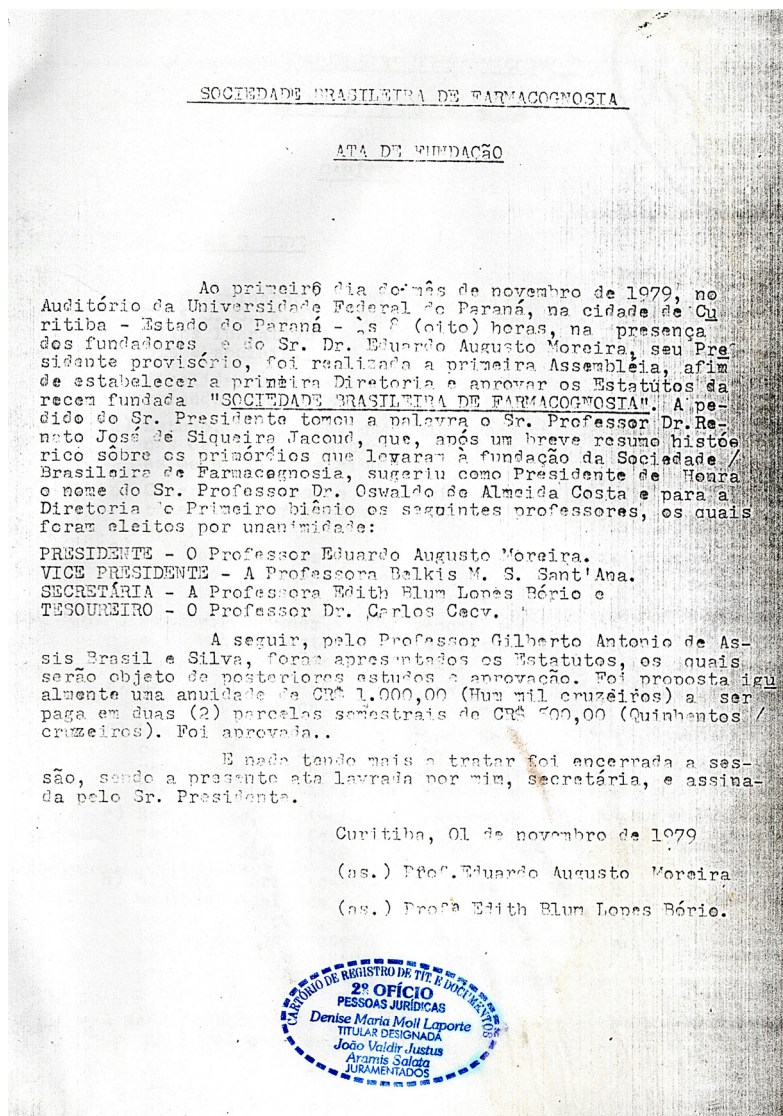 SOCIEDADE BRASILEIRA DE FARMACOGNOSIA
ATA DE FUNDAÇãO
Ao primeir6 dia do mês de novembro de 1979, no
Auditório da Universidade Federal do Paraná, na cidade de Cu
ritiba - Estado do Paraná - às 8 (oito) horas, na presença
dos fundadores e do Sr. Dr. Eduardo Augusto Moreira, seu Pre
sidente provisório, foi realizada a primeira Assembléia, afim
de estabelecer a primeira Diretoria e aprovar os Estatutos da
recem fundada "SOCIEDADE BRASILEIRA DE FARMACOGNOSIA". A pe-
dido do Sr. Presidente tomou a palavra o Sr. Professor Dr. Re-
nato José de Siqueira Jacoud, que, após um breve resumo histó
rico sôbre os primórdios que levaram à fundação da Sociedade /
Brasileira de Farmacognosia, sugeriu como Presidente de Honra
o nome do Sr. Professor Dr. Oswaldo de Almeida Costa e para a
Diretoria do Primeiro biênio os seguintes professores, os quais
foram eleitos por unanimidade:
PRESIDENTE - O Professor Eduardo Augusto Moreira.
VICE PRESIDENTE - A Professora Belkis M. S. Sant'Ana.
SECRETÁRIA - A Professora Edith Blum Lopes Bório e
TESOUREIRO - O Professor Dr. Carlos Cecy.
A seguir, pelo Professor Gilberto Antonio de As-
sis Brasil e Silva, foram apresentados os Estatutos, os quais
serão objeto de posteriores estudos e aprovação. Foi proposta igu
almente uma anuidade de CR$ 1.000,00 (Hum mil cruzeiros) a ser
paga em duas (2) parcelas semestrais de CR$ 500,00 (Quinhentos /
cruzeiros). Foi aprovada..
E nada tendo mais a tratar foi encerrada a ses-
são, sendo a presente ata lavrada por mim, secretária, e assina-
da pelo Sr. Presidente.
Curitiba, 01 de novembro de 1979
(as.) Prof. Eduardo Augusto Moreira
(as.) Profª Edith Blum Lopes Bório.
CARTÓRIO DE REGISTRO DE TIT. E DOCUMENTOS
2º OFÍCIO
PESSOAS JURÍDICAS
Denise Maria Moll Laporte
TITULAR DESIGNADA
João Valdir Justus
Aramis Salata
JURAMENTADOS